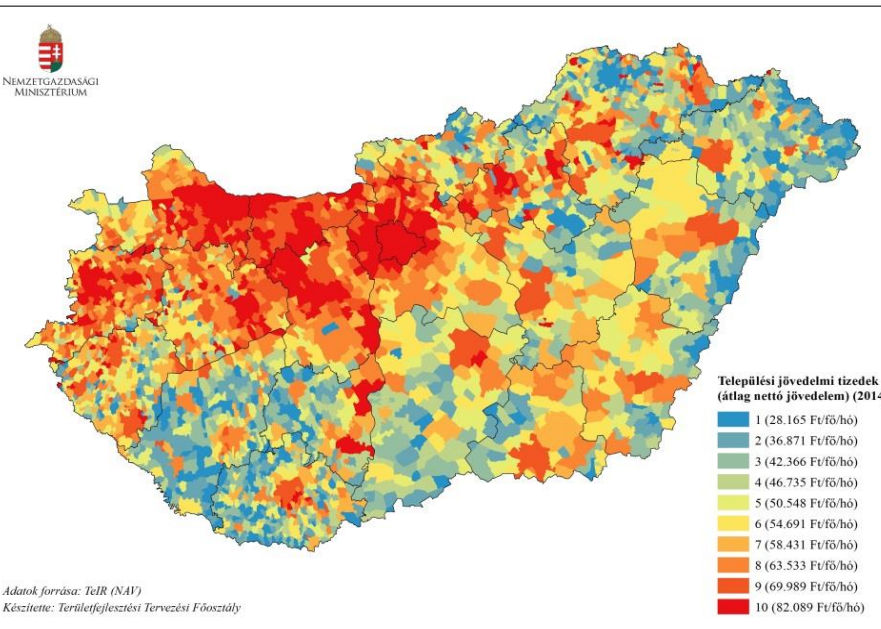 NEMZETGAZDASÁGI
MINISZTÉRIUM
Települési jövedelmi tizedek
(átlag nettó jövedelem) (2014
1 (28.165 Ft/fő/hó)
2 (36.871 Ft/fő/hó)
3 (42.366 Ft/fő/hó)
4 (46.735 Ft/fő/hó)
5 (50.548 Ft/fő/hó)
6 (54.691 Ft/fő/hó)
7 (58.431 Ft/fő/hó)
8 (63.533 Ft/fő/hó)
9 (69.989 Ft/fő/hó)
10 (82.089 Ft/fő/hó)
Adatok forrása: TeIR (NAV)
Készítette: Területfejlesztési Tervezési Főosztály